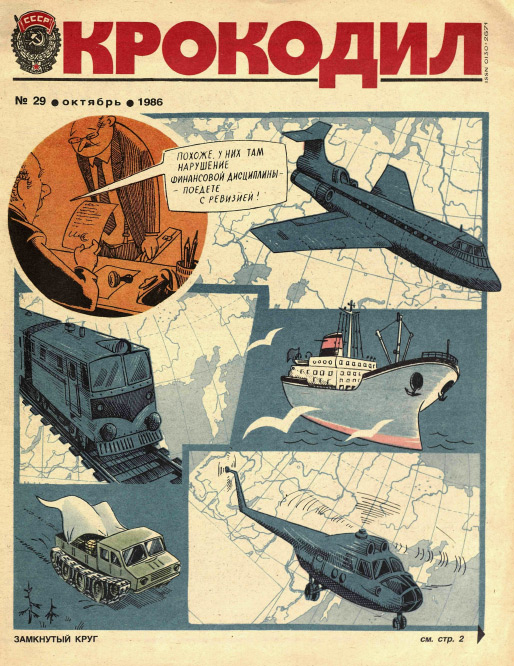 СССР
КРОКОДИЛ
ISSN 0130-2671
№ 29 ● октябрь ● 1986
ПОХОЖЕ, У НИХ ТАМ
НАРУШЕНИЕ
ФИНАНСОВОЙ ДИСЦИПЛИНЫ-
ПОЕДЕТЕ
С РЕВИЗИЕЙ!
ЗАМКНУТЫЙ КРУГ
см. стр. 2